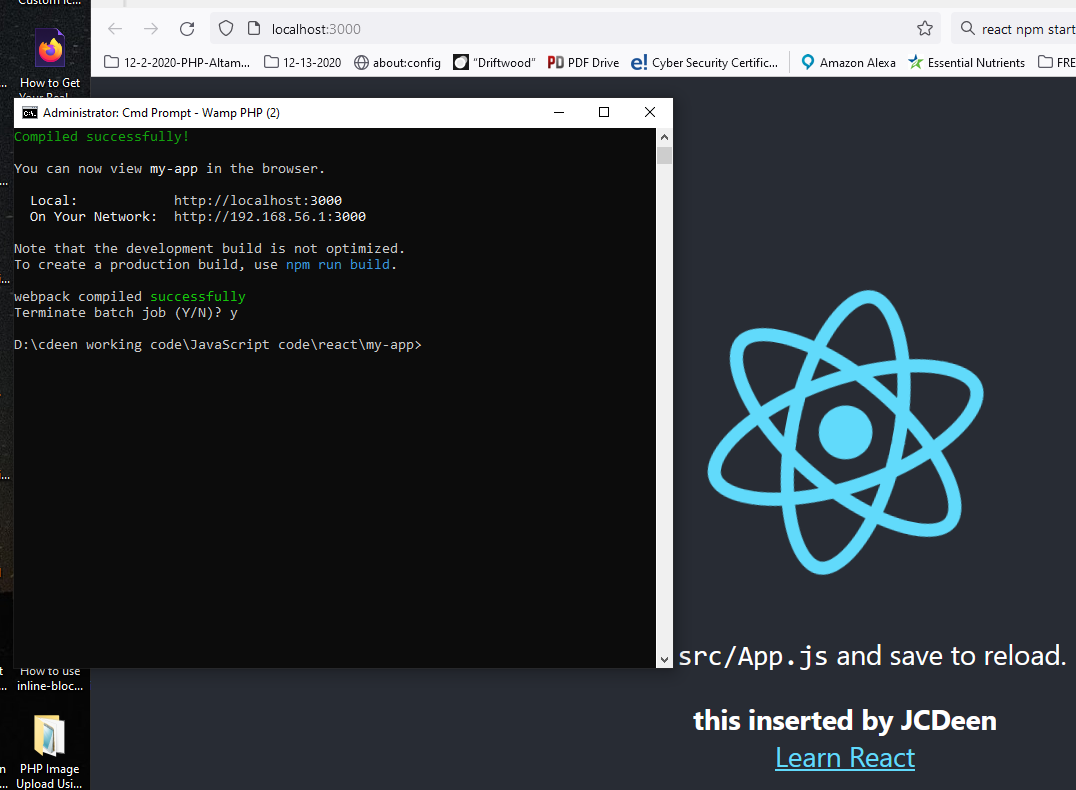 Custom Ic...
localhost:3000
react npm start
12-2-2020-PHP-Altam...
12-13-2020
about:config
"Driftwood"
PD PDF Drive
e! Cyber Security Certific...
Amazon Alexa
Essential Nutrients
FRE
How to Get
Your Real
Administrator: Cmd Prompt - Wamp PHP (2)
Compiled successfully!
You can now view my-app in the browser.
Local: http://localhost:3000
On Your Network: http://192.168.56.1:3000
Note that the development build is not optimized.
To create a production build, use npm run build.
webpack compiled successfully
Terminate batch job (Y/N)? y
D:\cdeen working code\JavaScript code\react\my-app>
src/App.js and save to reload.
this inserted by JCDeen
Learn React
How to use
inline-bloc...
PHP Image
Upload Usi...